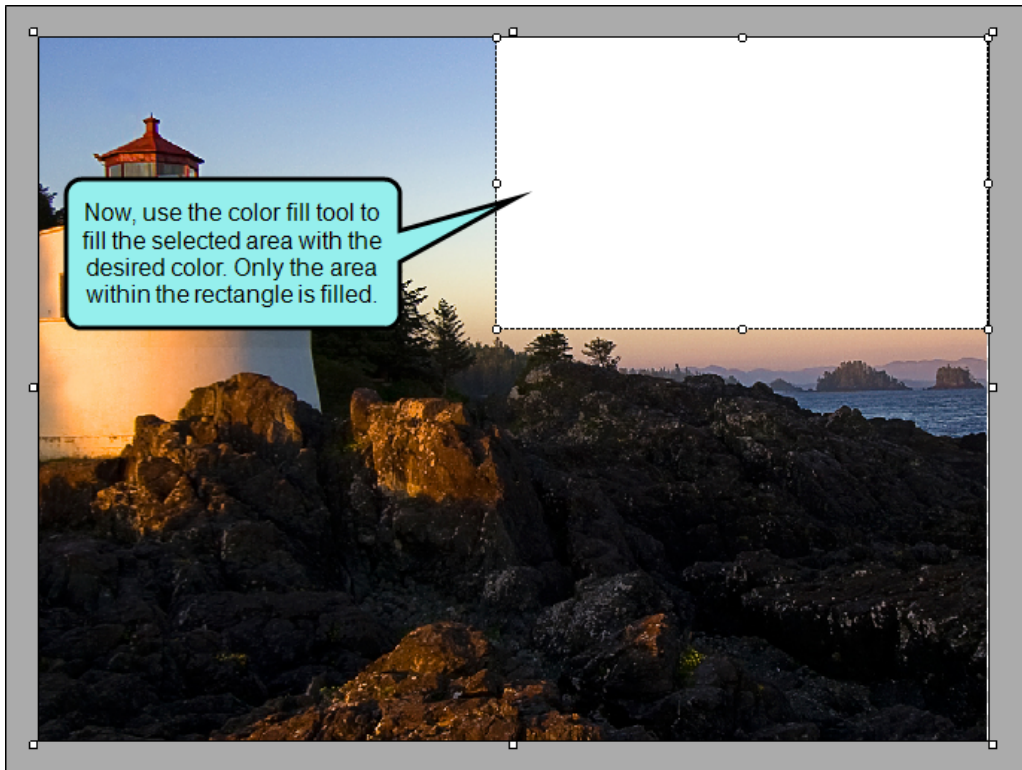 Now, use the color fill tool to
fill the selected area with the
desired color. Only the area
within the rectangle is filled.